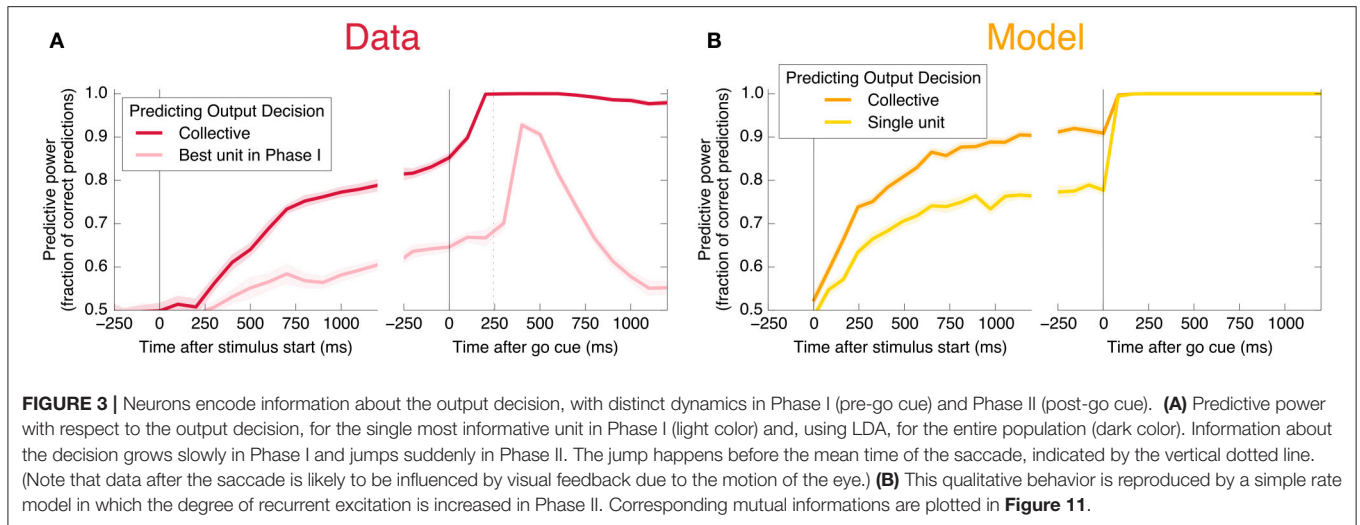 A
Data
Predicting Output Decision
Collective
Best unit in Phase I
Predictive power
(fraction of correct predictions)
1.0
0.9
0.8
0.7
0.6
0.5
−250 0 250 500 750 1000
Time after stimulus start (ms)
−250 0 250 500 750 1000
Time after go cue (ms)
B
Model
Predicting Output Decision
Collective
Single unit
Predictive power
(fraction of correct predictions)
1.0
0.9
0.8
0.7
0.6
0.5
−250 0 250 500 750 1000
Time after stimulus start (ms)
−250 0 250 500 750 1000
Time after go cue (ms)
FIGURE 3 | Neurons encode information about the output decision, with distinct dynamics in Phase I (pre-go cue) and Phase II (post-go cue). (A) Predictive power
with respect to the output decision, for the single most informative unit in Phase I (light color) and, using LDA, for the entire population (dark color). Information about
the decision grows slowly in Phase I and jumps suddenly in Phase II. The jump happens before the mean time of the saccade, indicated by the vertical dotted line.
(Note that data after the saccade is likely to be influenced by visual feedback due to the motion of the eye.) (B) This qualitative behavior is reproduced by a simple rate
model in which the degree of recurrent excitation is increased in Phase II. Corresponding mutual informations are plotted in Figure 11.